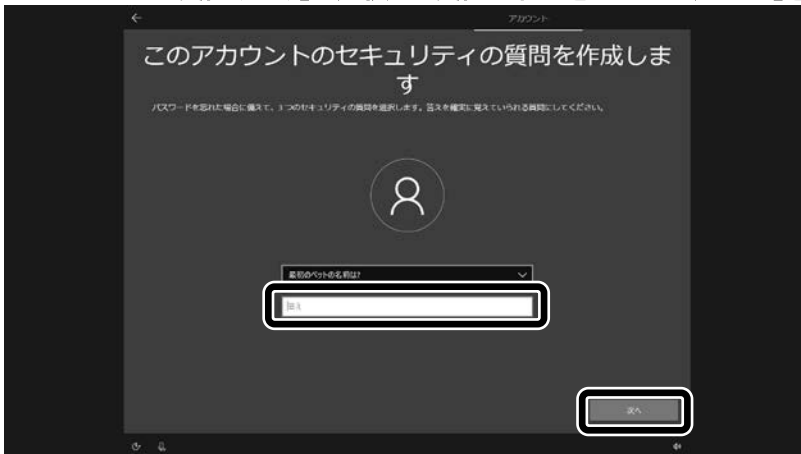 アカウント
このアカウントのセキュリティの質問を作成しま
す
パスワードを忘れた場合に備えて、3 つのセキュリティの質問を選択します。答えを確実に覚えていられる質問にしてください。
最初のペットの名前は?
答え
次へ